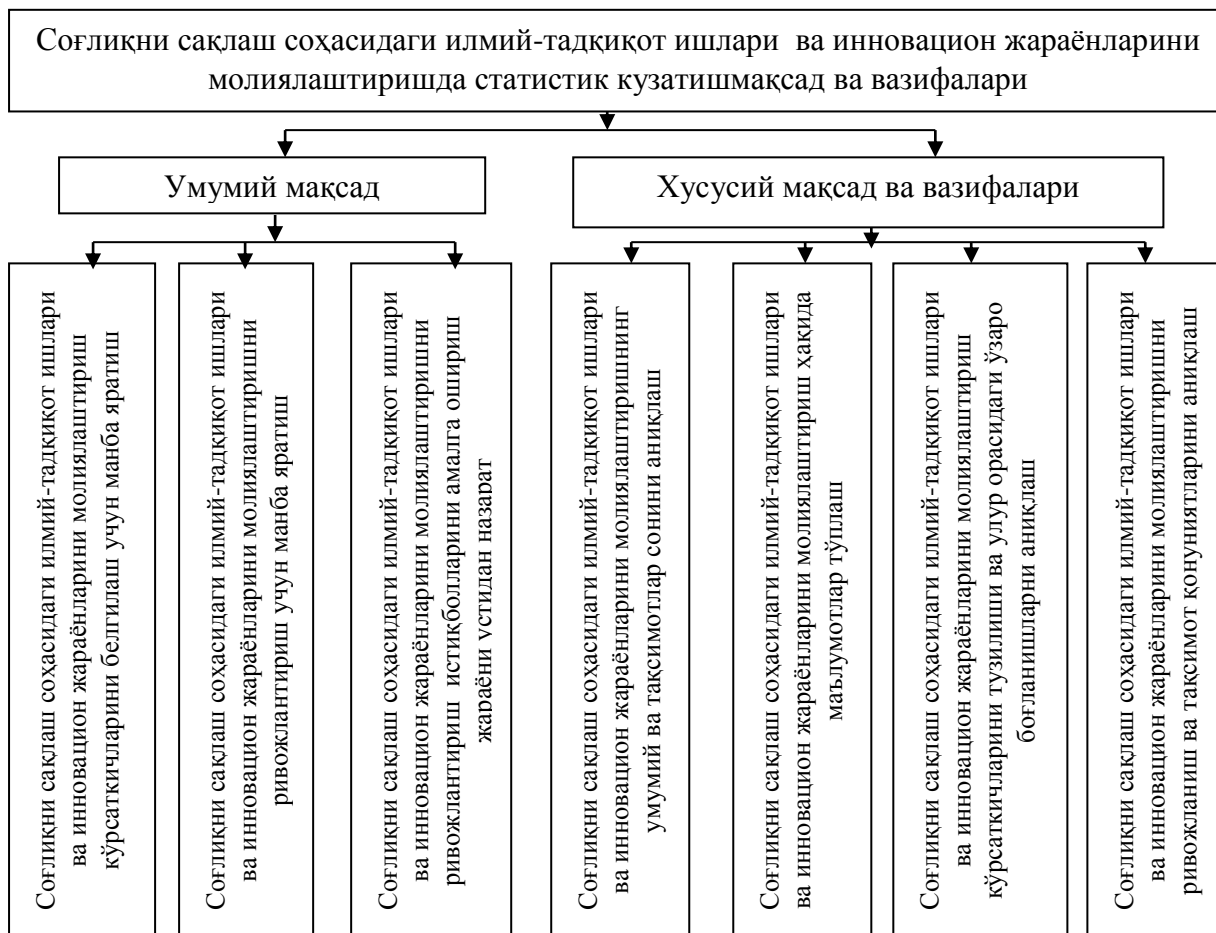 Соғлиқни сақлаш соҳасидаги илмий-тадқиқот ишлари ва инновацион жараёнларини
молиялаштиришда статистик кузатишмақсад ва вазифалари
Умумий мақсад
Хусусий мақсад ва вазифалари
Соғлиқни сақлаш соҳасидаги илмий-тадқиқот ишлари
ва инновацион жараёнларини молиялаштириш
кўрсаткичларини белгилаш учун манба яратиш
Соғлиқни сақлаш соҳасидаги илмий-тадқиқот ишлари
ва инновацион жараёнларини молиялаштиришни
ривожлантириш учун манба яратиш
Соғлиқни сақлаш соҳасидаги илмий-тадқиқот ишлари
ва инновацион жараёнларини молиялаштиришни
ривожлантириш истиқболларини амалга ошириш
жараёни устидан назарат
Соғлиқни сақлаш соҳасидаги илмий-тадқиқот ишлари
ва инновацион жараёнларини молиялаштиришнинг
умумий ва тақсимотлар сонини аниқлаш
Соғлиқни сақлаш соҳасидаги илмий-тадқиқот ишлари
ва инновацион жараёнларини молиялаштириш ҳақида
маълумотлар тўплаш
Соғлиқни сақлаш соҳасидаги илмий-тадқиқот ишлари
ва инновацион жараёнларини молиялаштириш
кўрсаткичларини тузилиши ва улур орасидаги ўзаро
боғланишларни аниқлаш
Соғлиқни сақлаш соҳасидаги илмий-тадқиқот ишлари
ва инновацион жараёнларини молиялаштиришни
ривожланиш ва тақсимот қонуниятларини аниқлаш